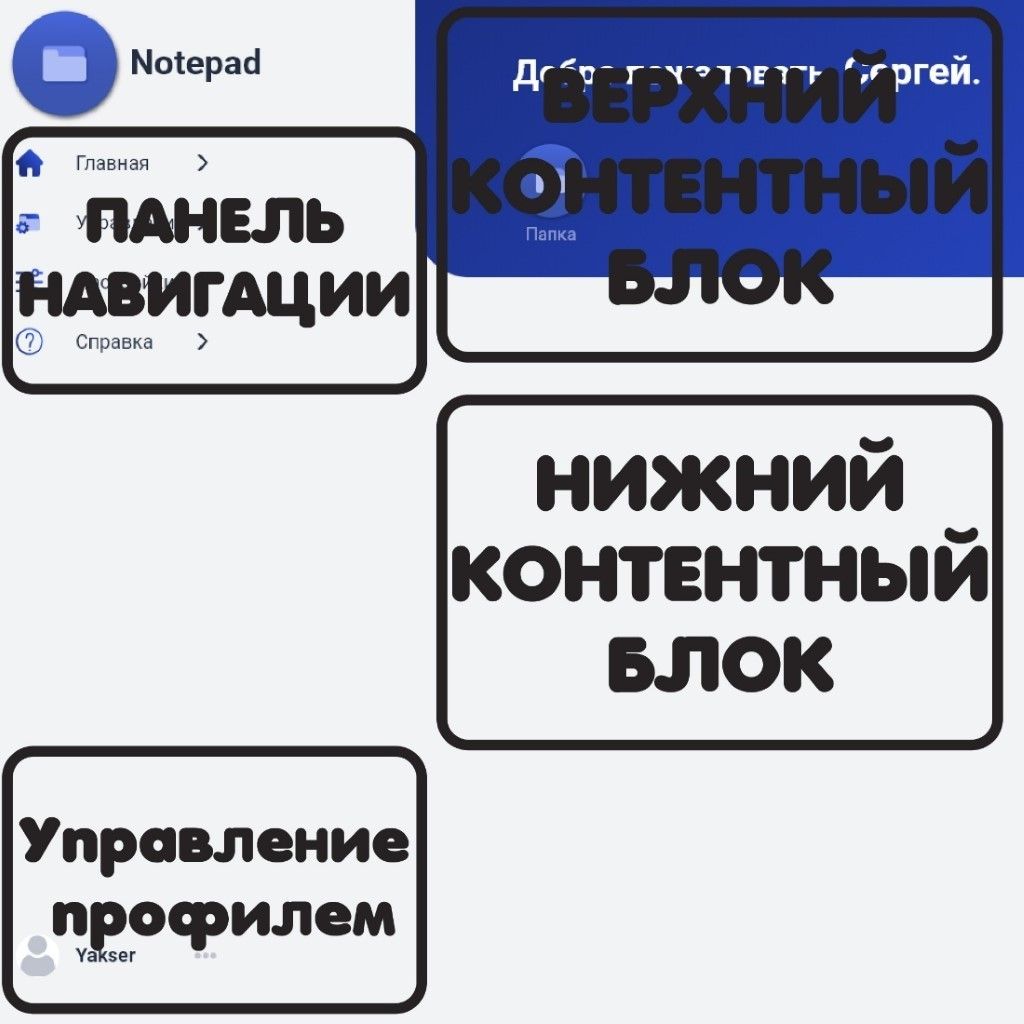 Notepad
Главная
ПАНЕЛЬ
НАВИГАЦИИ
Справка
Добро пожаловать, Сергей.
ВЕРХНИЙ
КОНТЕНТНЫЙ
БЛОК
Папка
НИЖНИЙ
КОНТЕНТНЫЙ
БЛОК
Управление
профилем
Yakser